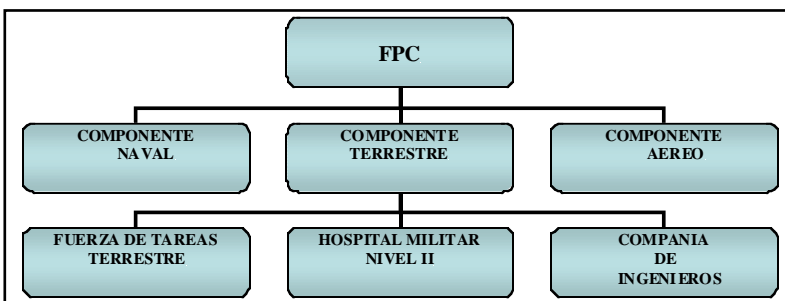 FPC
COMPONENTE
NAVAL
COMPONENTE
TERRESTRE
COMPONENTE
AEREO
FUERZA DE TAREAS
TERRESTRE
HOSPITAL MILITAR
NIVEL II
COMPANIA
DE
INGENIEROS